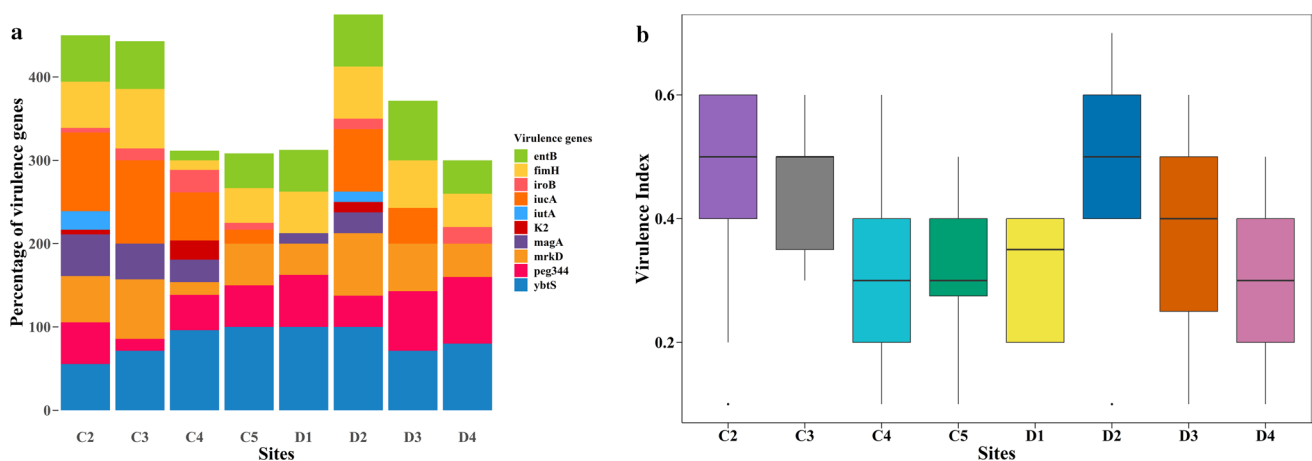 a
Percentage of virulence genes
400
300
200
100
0
C2 C3 C4 C5 D1 D2 D3 D4
Sites
Virulence genes
entB
fimH
iroB
iucA
iutA
K2
magA
mrkD
peg344
ybtS
b
Virulence Index
0.6
0.4
0.2
C2 C3 C4 C5 D1 D2 D3 D4
Sites